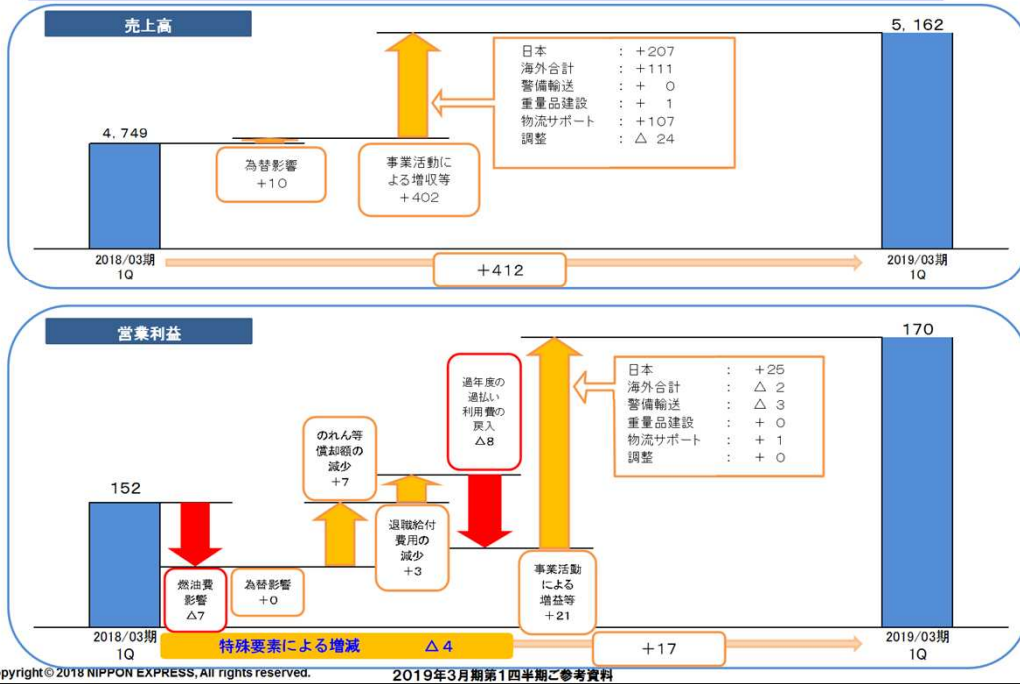 売上高
5,162
日本 : +207
海外合計 : +111
警備輸送 : + 0
重量品建設 : + 1
物流サポート : +107
調整 : △ 24
4,749
為替影響
+10
事業活動に
よる増収等
+402
2018/03期
1Q
+412
2019/03期
1Q
営業利益
170
日本 : +25
海外合計 : △ 2
警備輸送 : △ 3
重量品建設 : + 0
物流サポート : + 1
調整 : + 0
過年度の
過払い
利用費の
戻入
△8
のれん等
償却額の
減少
+7
152
退職給付
費用の
減少
+3
燃油費
影響
△7
為替影響
+0
事業活動
による
増益等
+21
2018/03期
1Q
特殊要素による増減 △4
+17
2019/03期
1Q
opyright© 2018 NIPPON EXPRESS, All rights reserved.
2019年3月期第1四半期ご参考資料